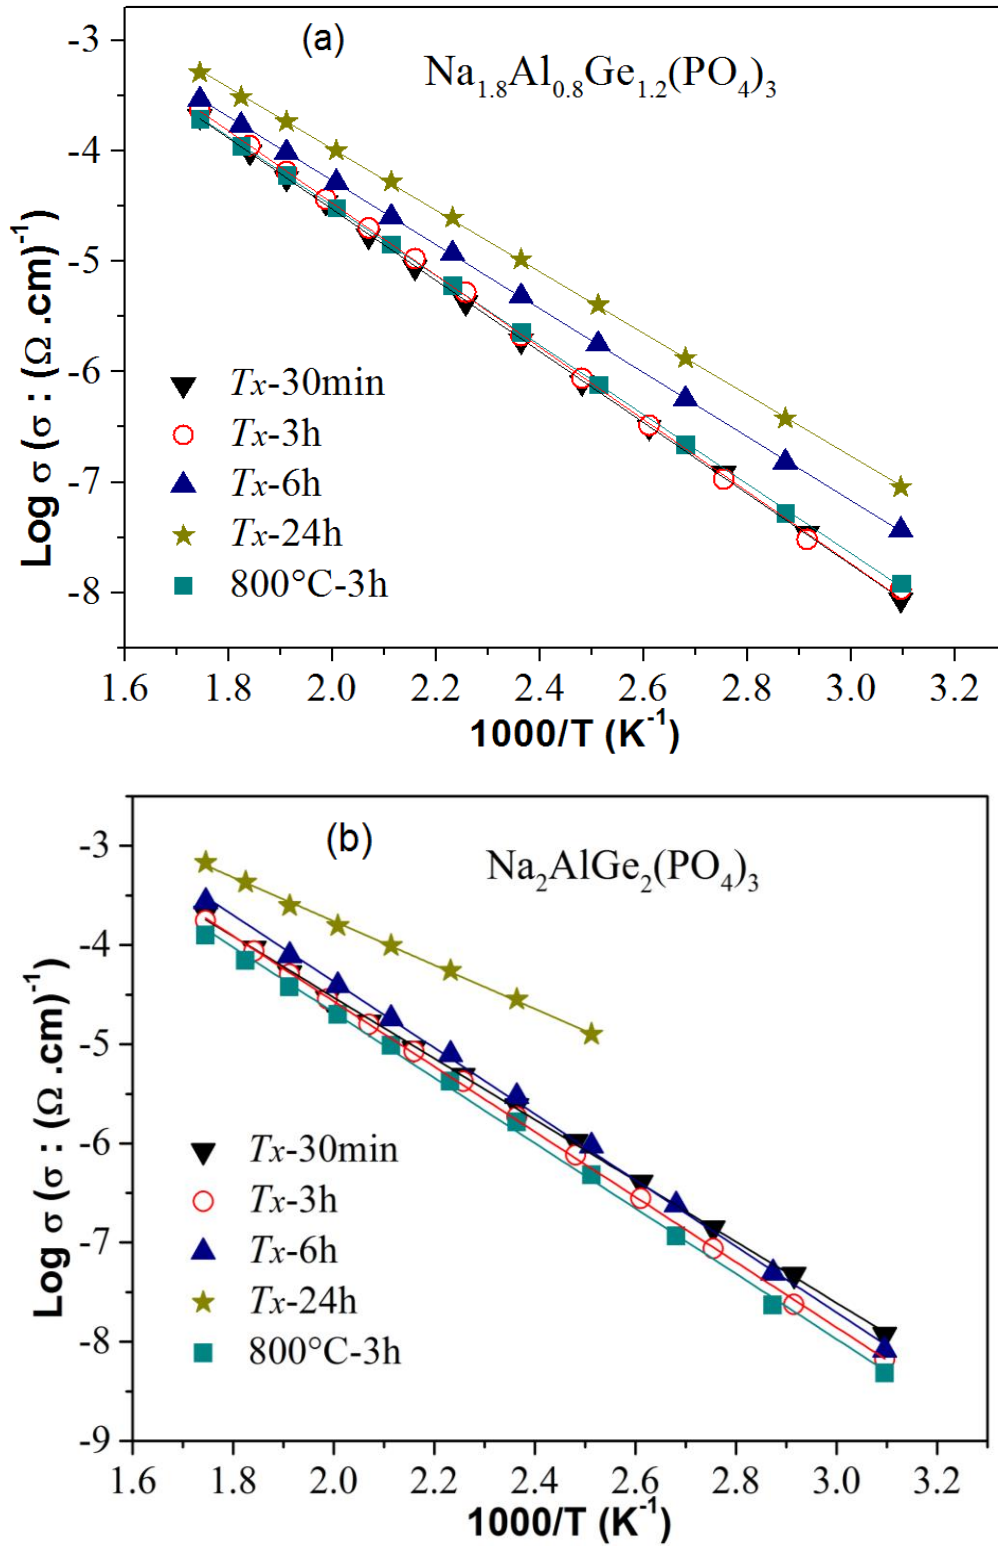 (a)
Na1.8Al0.8Ge1.2(PO4)3
-3
-4
-5
-6
-7
-8
Log σ (σ : (Ω .cm)-1
Tx-30min
Tx-3h
Tx-6h
Tx-24h
800°C-3h
1.6 1.8 2.0 2.2 2.4 2.6 2.8 3.0 3.2
1000/T (K-1)
(b)
Na2AlGe2(PO4)3
-3
-4
-5
-6
-7
-8
-9
Log σ (σ : (Ω .cm)-1
Tx-30min
Tx-3h
Tx-6h
Tx-24h
800°C-3h
1.6 1.8 2.0 2.2 2.4 2.6 2.8 3.0 3.2
1000/T (K-1)